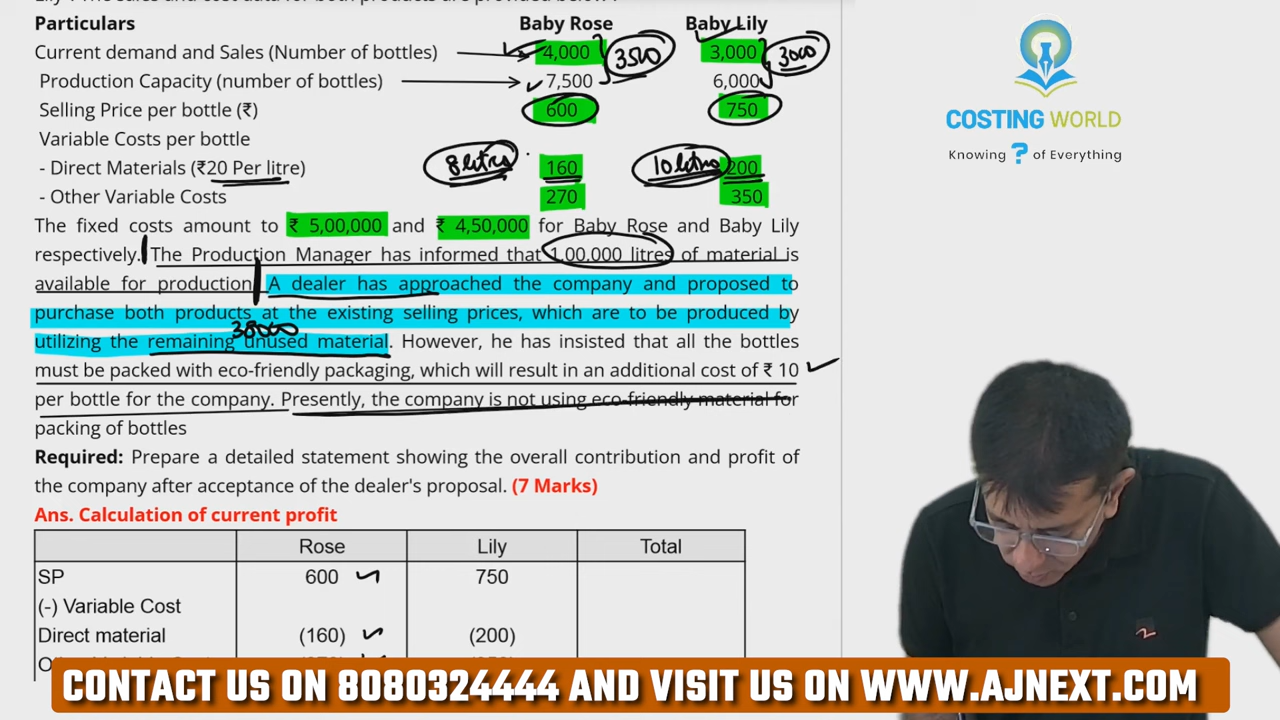 Particulars Baby Rose Baby Lily
Current demand and Sales (Number of bottles) 4,000 3500 3,000 3000
Production Capacity (number of bottles) 7,500 6,000
Selling Price per bottle (₹) 600 750
Variable Costs per bottle
- Direct Materials (₹20 Per litre) 8 litres 160 10 litres 200
- Other Variable Costs 270 350
The fixed costs amount to ₹ 5,00,000 and ₹ 4,50,000 for Baby Rose and Baby Lily
respectively. The Production Manager has informed that 1,00,000 litres of material is
available for production. A dealer has approached the company and proposed to
purchase both products at the existing selling prices, which are to be produced by
38000
utilizing the remaining unused material. However, he has insisted that all the bottles
must be packed with eco-friendly packaging, which will result in an additional cost of ₹ 10
per bottle for the company. Presently, the company is not using eco-friendly material for
packing of bottles
Required: Prepare a detailed statement showing the overall contribution and profit of
the company after acceptance of the dealer's proposal. (7 Marks)
Ans. Calculation of current profit
Rose Lily Total
SP 600 750
(-) Variable Cost
Direct material (160) (200)
COSTING WORLD
Knowing ? of Everything
CONTACT US ON 8080324444 AND VISIT US ON WWW.AJNEXT.COM